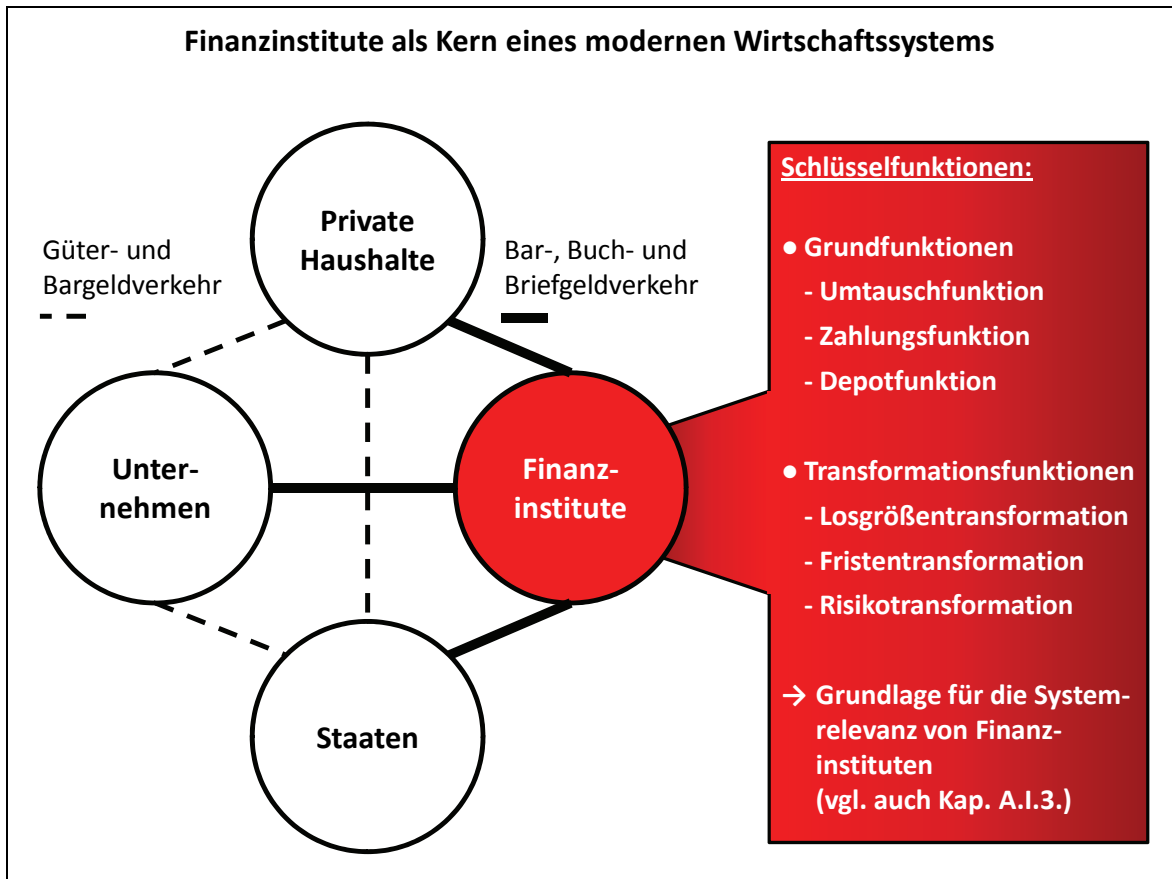 Finanzinstitute als Kern eines modernen Wirtschaftssystems
Private
Haushalte
Güter- und
Bargeldverkehr
Bar-, Buch- und
Briefgeldverkehr
Unter-
nehmen
Finanz-
institute
Staaten
Schlüsselfunktionen:
● Grundfunktionen
- Umtauschfunktion
- Zahlungsfunktion
- Depotfunktion
● Transformationsfunktionen
- Losgrößentransformation
- Fristentransformation
- Risikotransformation
→ Grundlage für die System-
relevanz von Finanz-
instituten
(vgl. auch Kap. A.I.3.)